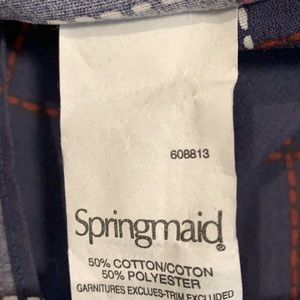 608813
Springmaid®
50% COTTON/COTON
50% POLYESTER
GARNITURES EXCLUES-TRIM EXCLUDED